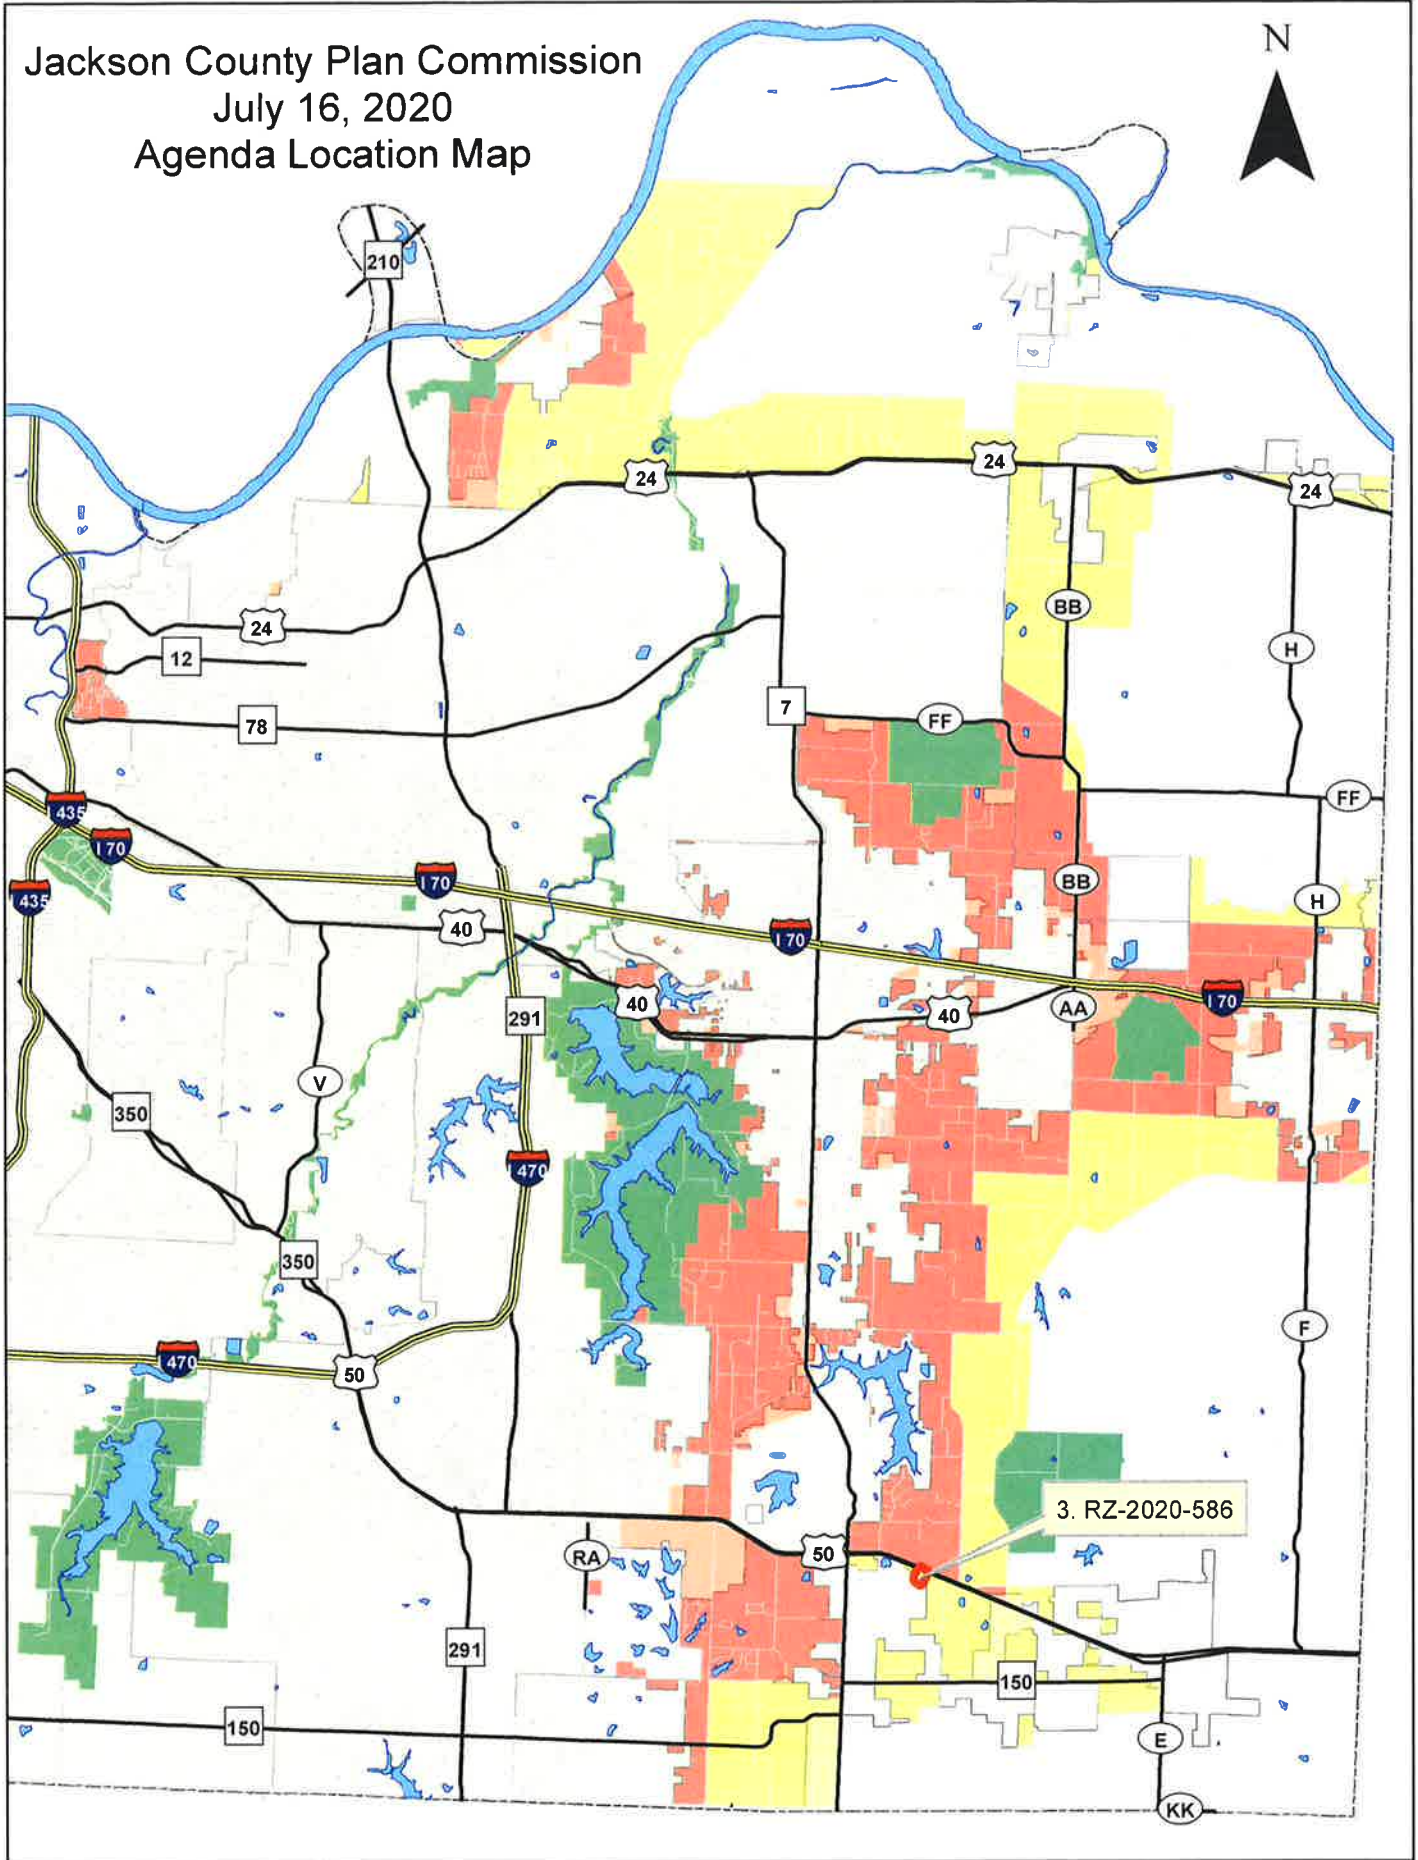 Jackson County Plan Commission
July 16, 2020
Agenda Location Map
N
210
24
24
24
24
12
78
7
FF
BB
H
FF
435
I 70
435
I 70
40
I 70
BB
H
40
291
40
AA
I 70
V
350
470
350
470
50
F
3. RZ-2020-586
50
RA
291
150
150
E
KK